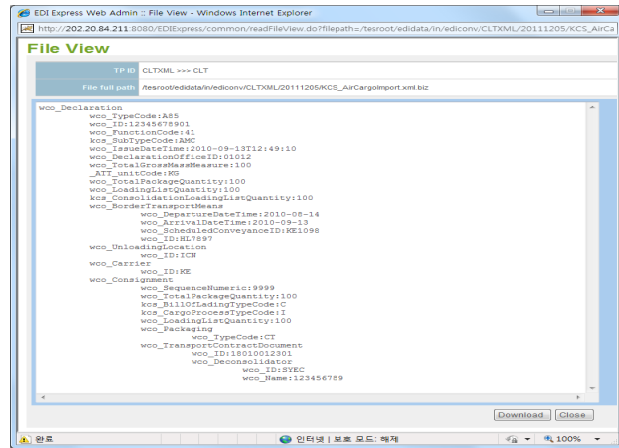 EDI Express Web Admin :: File View - Windows Internet Explorer
http://202.20.84.211:8080/EDIExpress/common/readFileView.do?filepath=/tesroot/edidata/in/ediconv/CLTXML/20111205/KCS_AirCa
File View
TP ID CLTXML >>> CLT
File full path /tesroot/edidata/in/ediconv/CLTXML/20111205/KCS_AirCargoImport.xml.biz
wco_Declaration
wco_TypeCode:A85
wco_ID:12345678901
wco_FunctionCode:41
kcs_SubTypeCode:AMC
wco_IssueDateTime:2010-09-13T12:49:10
wco_DeclarationOfficeID:01012
wco_TotalGrossMassMeasure:100
_ATT_unitCode:KG
wco_TotalPackageQuantity:100
wco_LoadingListQuantity:100
kcs_ConsolidationLoadingListQuantity:100
wco_BorderTransportMeans
wco_DepartureDateTime:2010-08-14
wco_ArrivalDateTime:2010-09-13
wco_ScheduledConveyanceID:KE1098
wco_ID:HL7897
wco_UnloadingLocation
wco_ID:ICN
wco_Carrier
wco_ID:KE
wco_Consignment
wco_SequenceNumeric:9999
wco_TotalPackageQuantity:100
kcs_BillOfLadingTypeCode:C
kcs_CargoProcessTypeCode:I
wco_LoadingListQuantity:100
wco_Packaging
wco_TypeCode:CT
wco_TransportContractDocument
wco_ID:18010012301
wco_Deconsolidator
wco_ID:SYEC
wco_Name:123456789
Download Close
완료 인터넷 | 보호 모드: 해제 100%